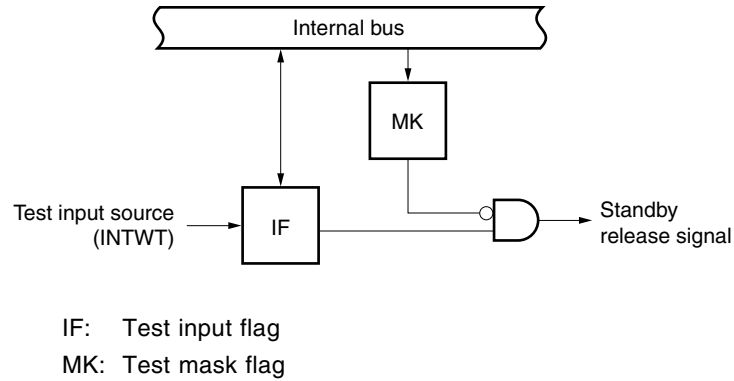 Internal bus
MK
Test input source
(INTWT)
IF
Standby
release signal
IF: Test input flag
MK: Test mask flag